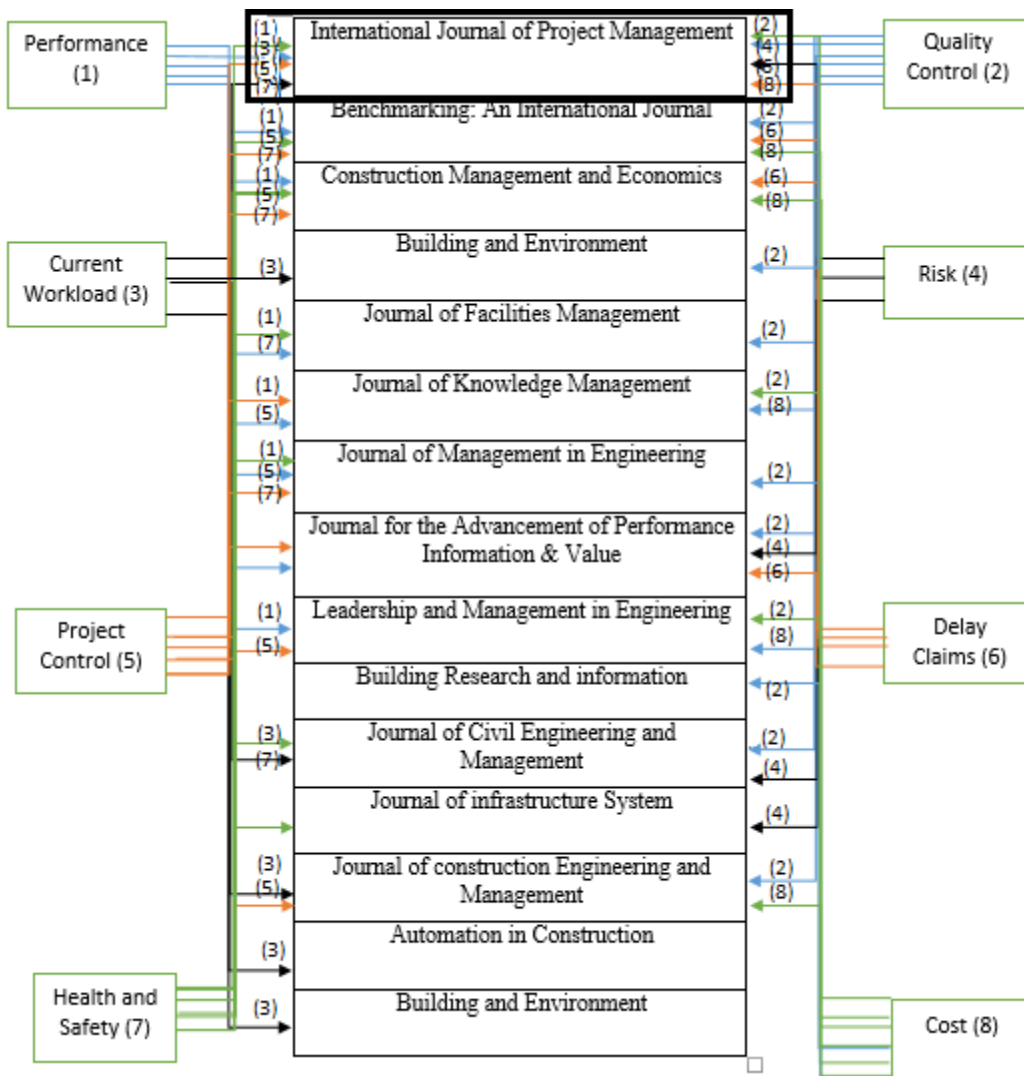 Performance
(1)
Quality
Control (2)
Current
Workload (3)
Risk (4)
Project
Control (5)
Delay
Claims (6)
Health and
Safety (7)
Cost (8)
(1)
(3)
(5)
(7)
International Journal of Project Management
(2)
(4)
(6)
(8)
(1)
(5)
(7)
Benchmarking: An International Journal
(2)
(6)
(8)
(1)
(5)
(7)
Construction Management and Economics
(6)
(8)
(3)
Building and Environment
(2)
(1)
(7)
Journal of Facilities Management
(2)
(1)
(5)
Journal of Knowledge Management
(2)
(8)
(1)
(5)
(7)
Journal of Management in Engineering
(2)
Journal for the Advancement of Performance
Information & Value
(2)
(4)
(6)
(1)
(5)
Leadership and Management in Engineering
(2)
(8)
Building Research and information
(2)
(3)
(7)
Journal of Civil Engineering and
Management
(2)
(4)
Journal of infrastructure System
(4)
(3)
(5)
Journal of construction Engineering and
Management
(2)
(8)
(3)
Automation in Construction
(3)
Building and Environment